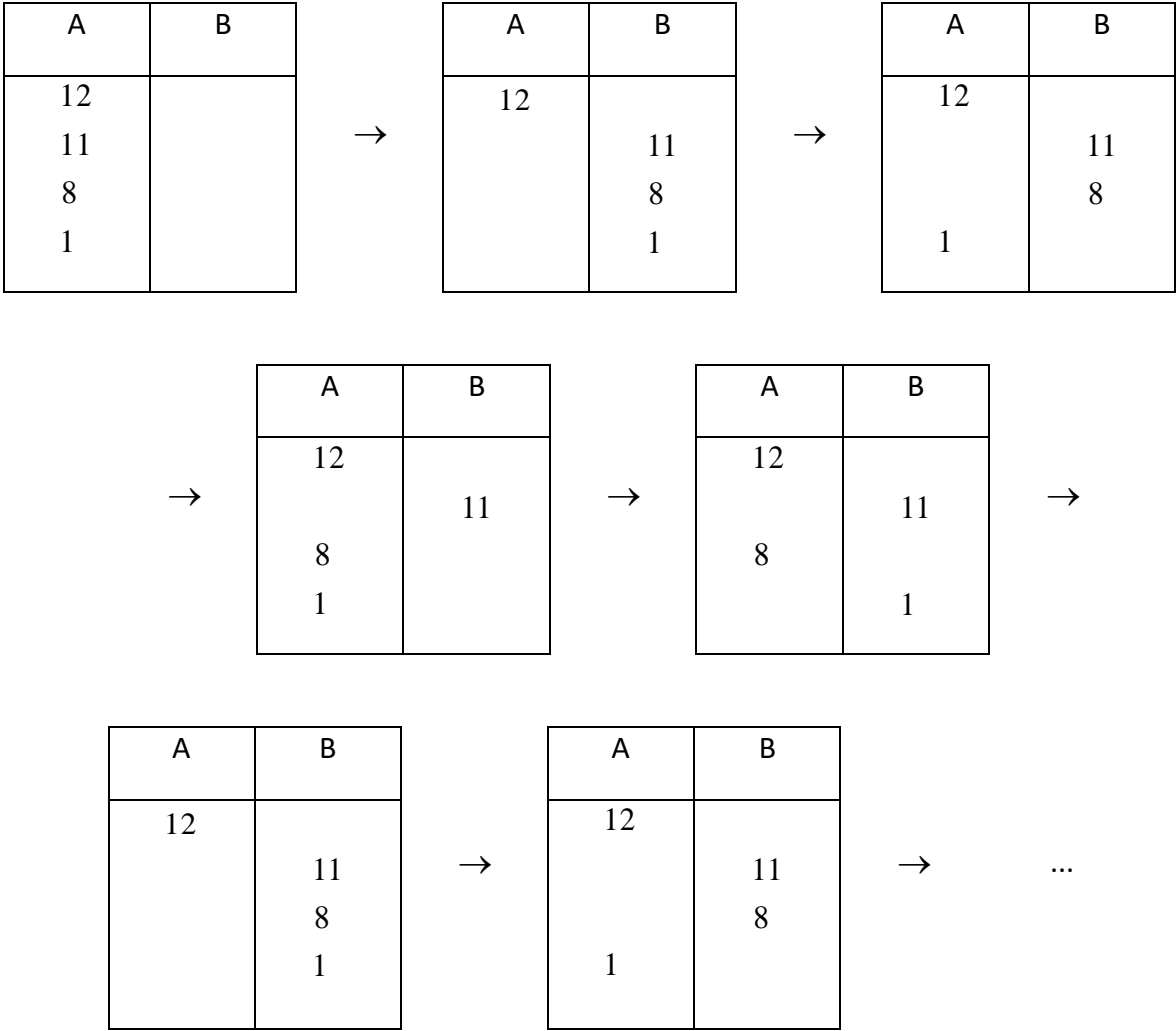 A B A B A B
12 12 12
11 → 11 → 11
8 8 8
1 1 1
A B A B
12 12
→ 11 → 11 →
8 8
1 1
A B A B
12 12
11 → 11 → ...
8 8
1 1